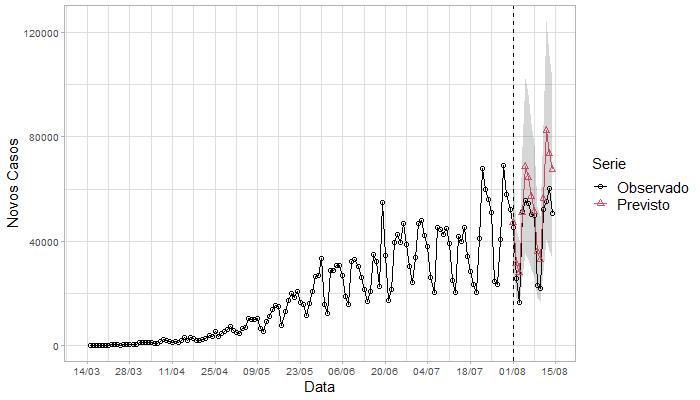 120000
80000
40000
0
Novos Casos
14/03 28/03 11/04 25/04 09/05 23/05 06/06 20/06 04/07 18/07 01/08 15/08
Data
Serie
Observado
Previsto